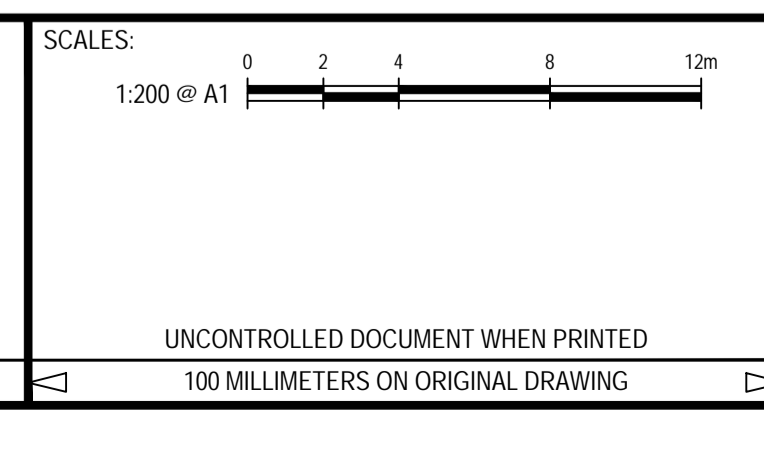 SCALES:
0 2 4 8 12m
1:200 @ A1
UNCONTROLLED DOCUMENT WHEN PRINTED
100 MILLIMETERS ON ORIGINAL DRAWING